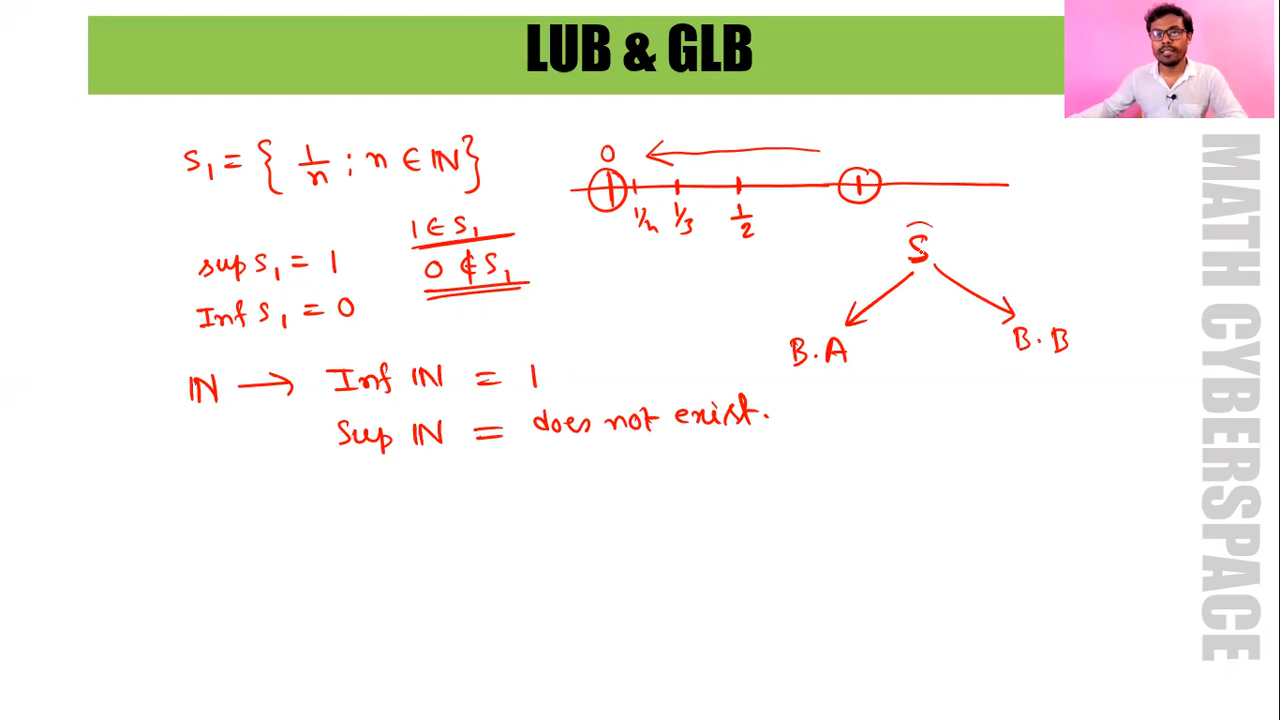 LUB & GLB
S₁ = { 1/n ; n ∈ ℕ }
0
1/n 1/3 1/2
1 ∈ S₁
sup S₁ = 1
0 ∉ S₁
Inf S₁ = 0
S
B.A B.B
ℕ → Inf ℕ = 1
Sup ℕ = does not exist.
MATH CYBERSPACE